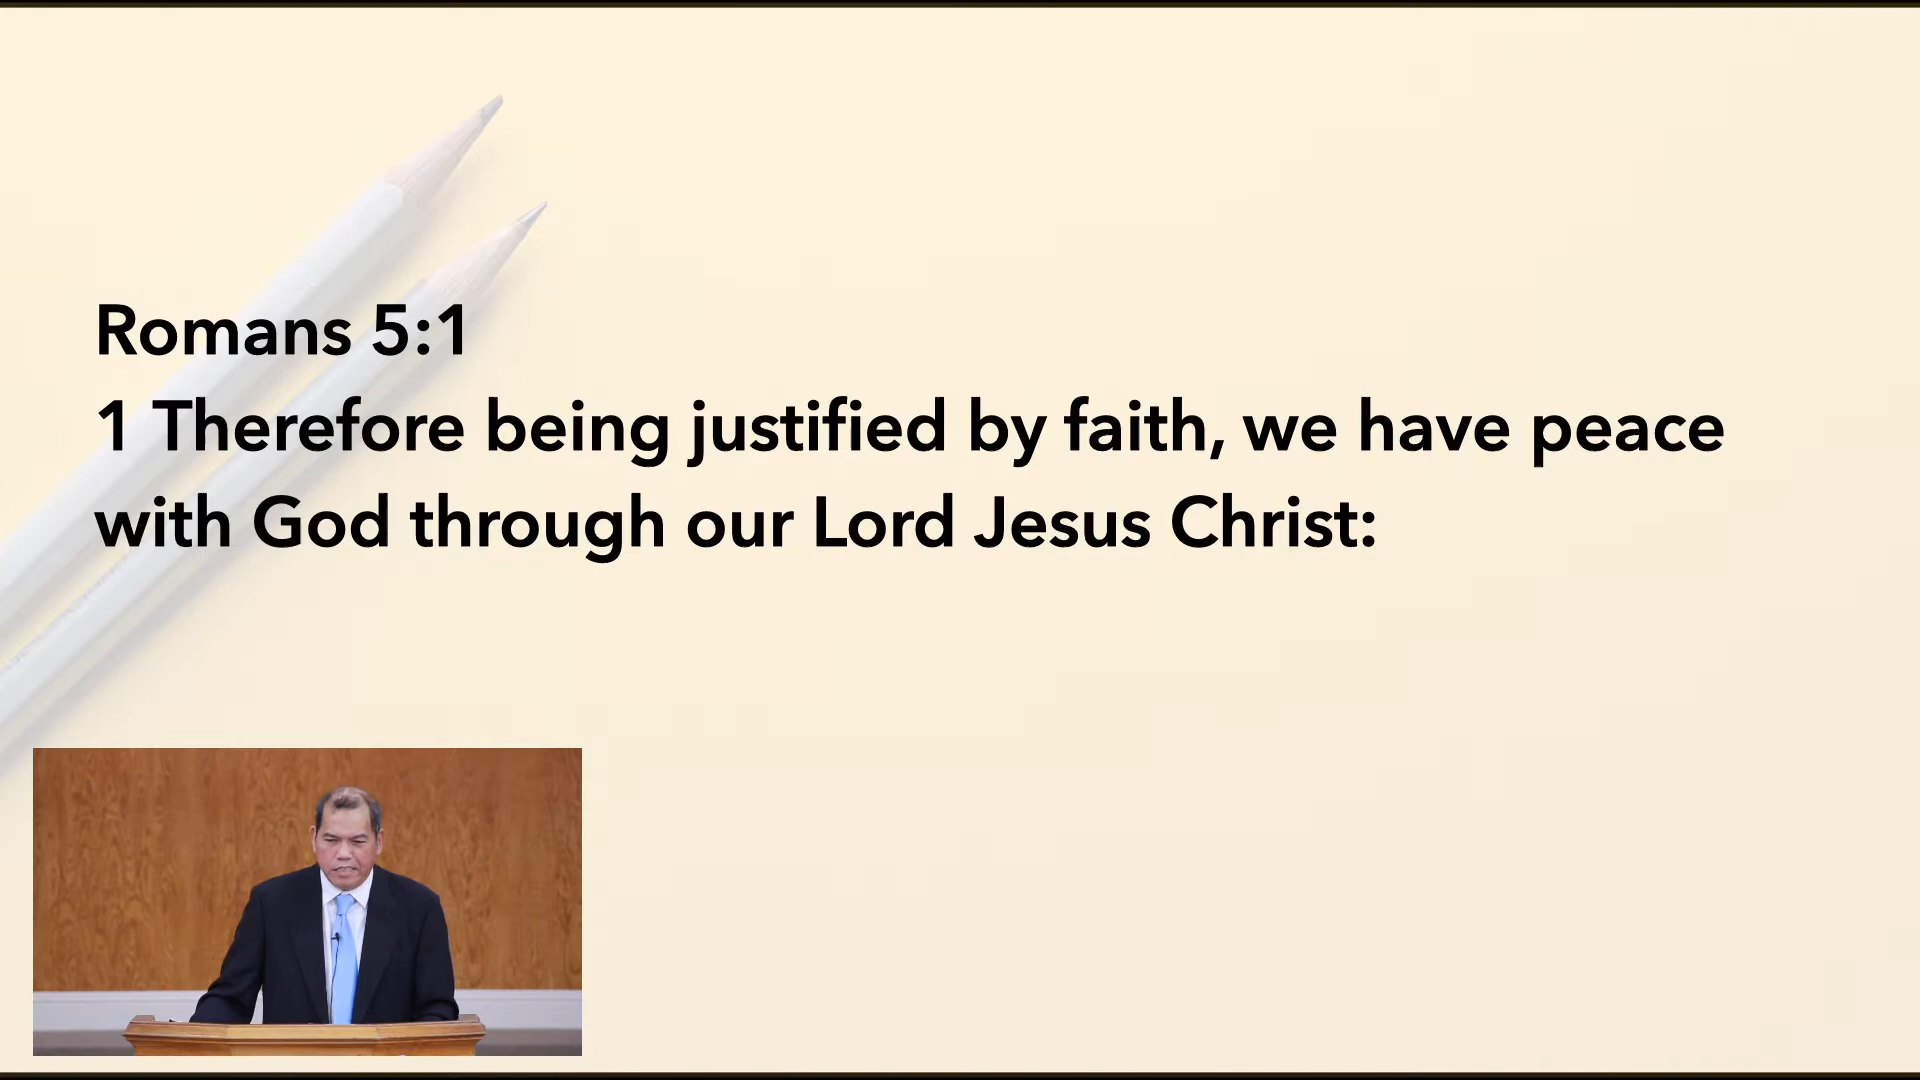 Romans 5:1
1 Therefore being justified by faith, we have peace
with God through our Lord Jesus Christ: